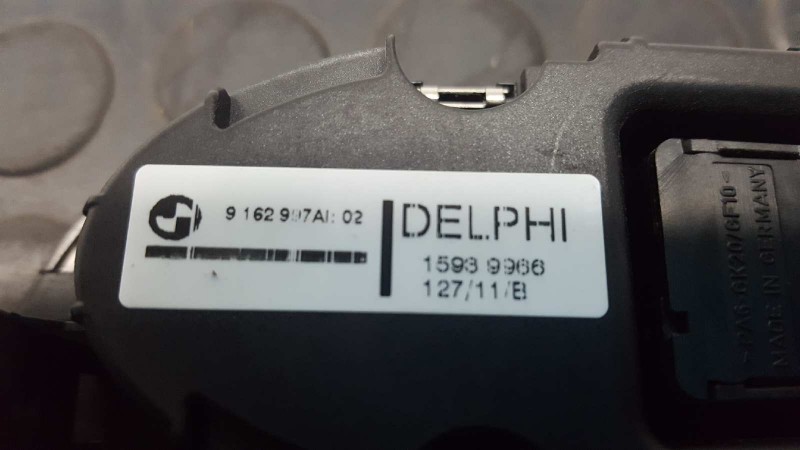 9 162 997AI: 02
DELPHI
1593 9966
127/11/B
>PA6-GK20/GF10<
MADE IN GERMANY